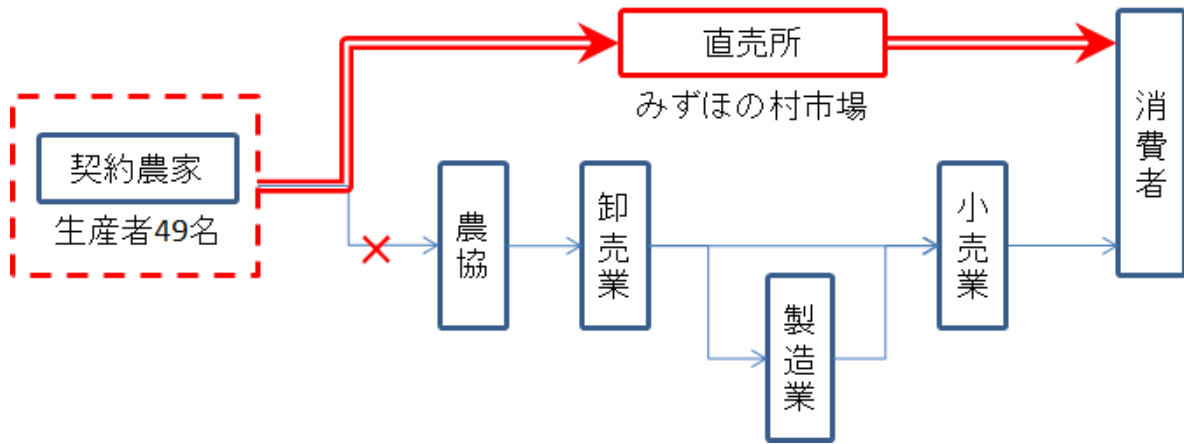 直売所
みずほの村市場
契約農家
生産者49名
農協
卸売業
製造業
小売業
消費者